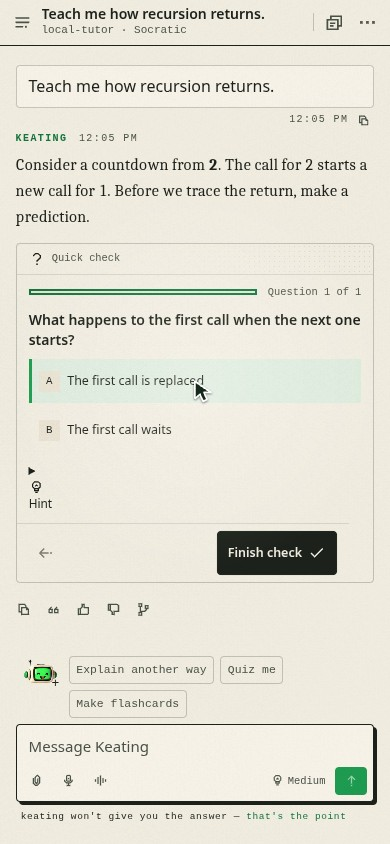 Teach me how recursion returns.
local-tutor · Socratic
Teach me how recursion returns.
12:05 PM
KEATING 12:05 PM
Consider a countdown from 2. The call for 2 starts a
new call for 1. Before we trace the return, make a
prediction.
? Quick check
Question 1 of 1
What happens to the first call when the next one
starts?
A The first call is replaced
B The first call waits
Hint
Finish check
Explain another way
Quiz me
Make flashcards
Message Keating
Medium
keating won't give you the answer — that's the point